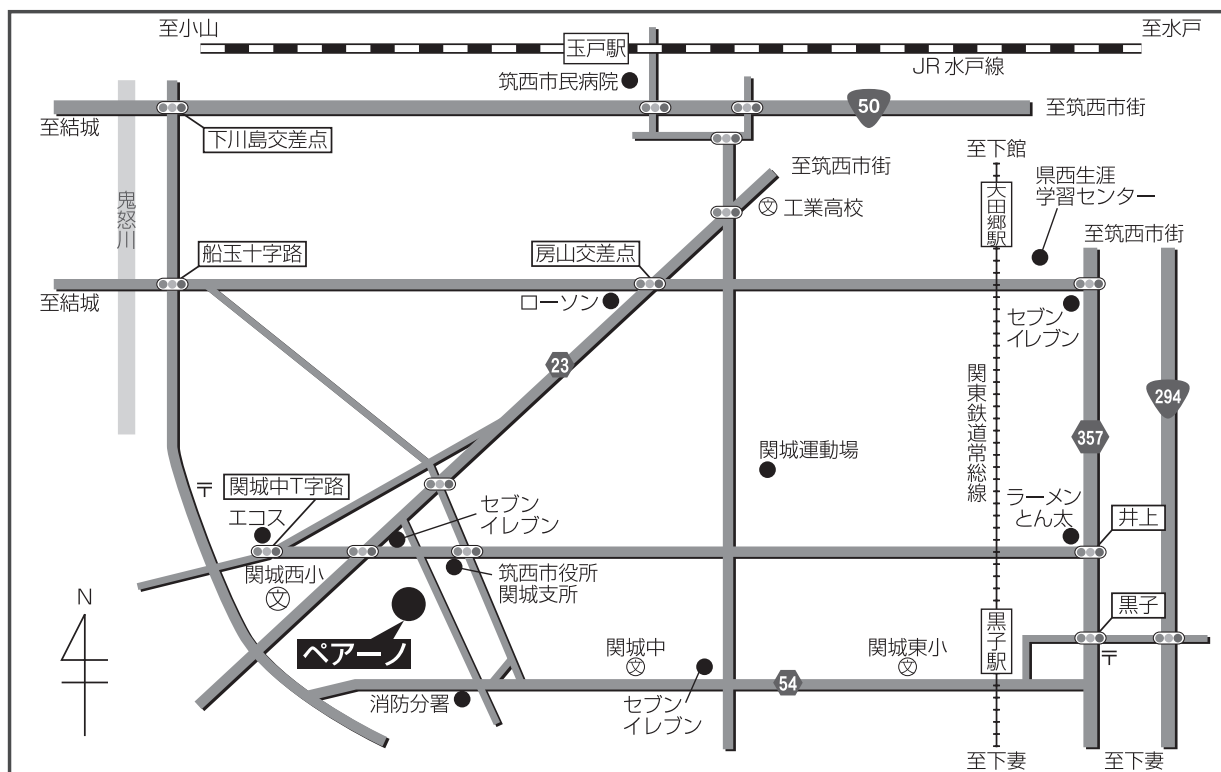 至小山
玉戸駅
至水戸
JR水戸線
筑西市民病院
50
至結城
至筑西市街
下川島交差点
至筑西市街
至下館
県西生涯
学習センター
大田郷駅
鬼怒川
文
工業高校
至筑西市街
船玉十字路
房山交差点
至結城
ローソン
セブン
イレブン
23
関東鉄道常総線
294
357
関城運動場
〒
関城中T字路
エコス
セブン
イレブン
ラーメン
とん太
井上
関城西小
文
筑西市役所
関城支所
N
ペアーノ
黒子
黒子駅
〒
関城中
文
関城東小
文
54
消防分署
セブン
イレブン
至下妻
至下妻